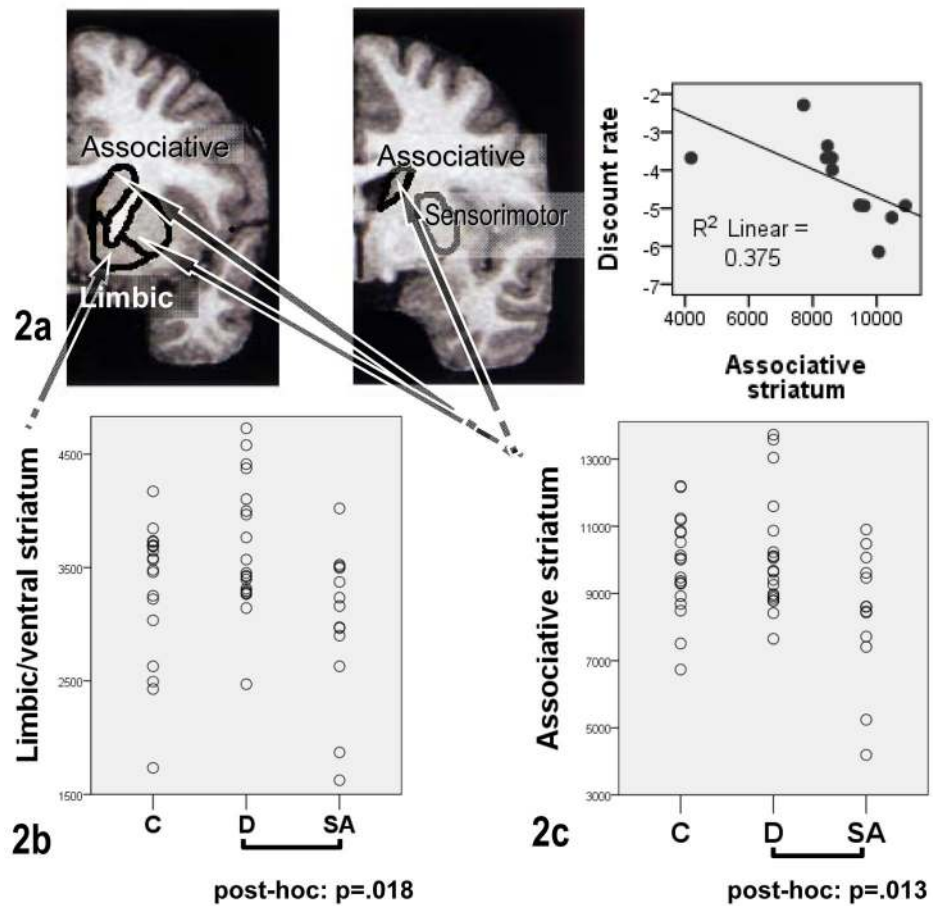 Associative
Limbic
2a
Associative
Sensorimotor
Discount rate
-2
-3
-4
-5
-6
-7
R² Linear =
0.375
4000 6000 8000 10000
Associative
striatum
Limbic/ventral striatum
4500
3500
2500
1500
C D SA
2b
post-hoc: p=.018
Associative striatum
13000
11000
9000
7000
5000
3000
C D SA
2c
post-hoc: p=.013